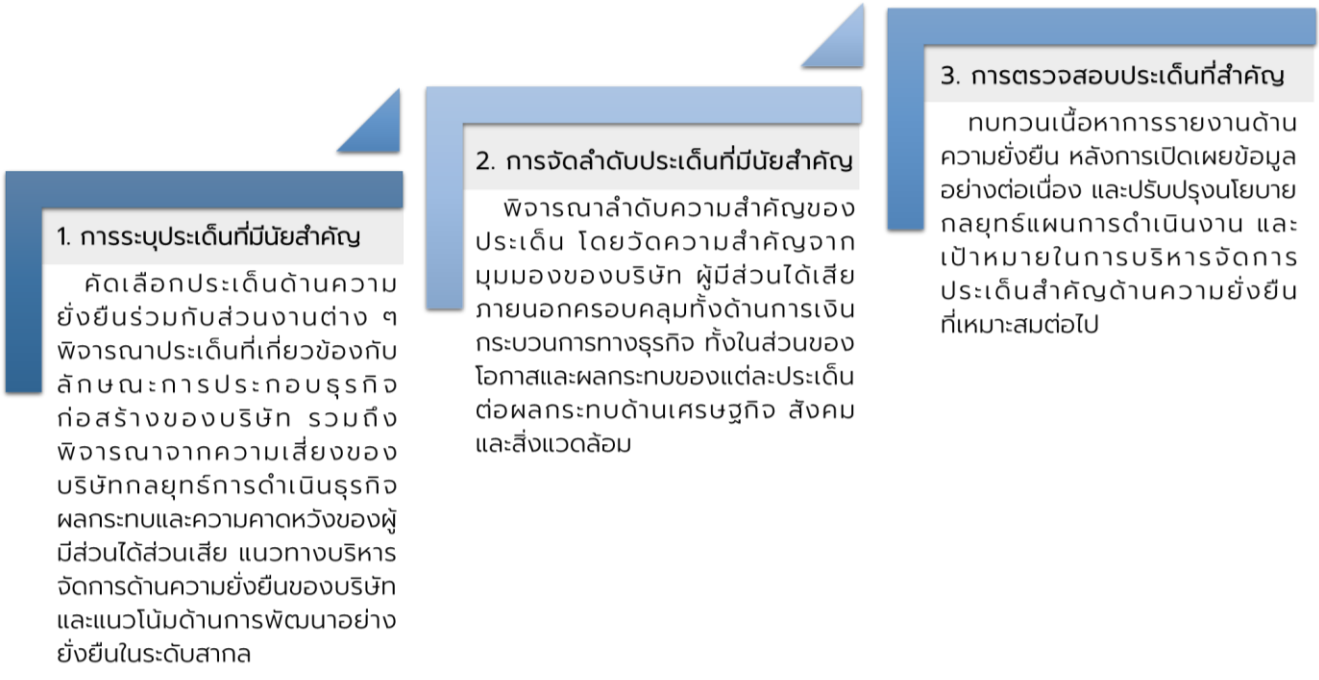 1. การระบุประเด็นที่มีนัยสำคัญ
คัดเลือกประเด็นด้านความ
ยั่งยืนร่วมกับส่วนงานต่าง ๆ
พิจารณาประเด็นที่เกี่ยวข้องกับ
ลักษณะการประกอบธุรกิจ
ก่อสร้างของบริษัท รวมถึง
พิจารณาจากความเสี่ยงของ
บริษัทกลยุทธ์การดำเนินธุรกิจ
ผลกระทบและความคาดหวังของผู้
มีส่วนได้ส่วนเสีย แนวทางบริหาร
จัดการด้านความยั่งยืนของบริษัท
และแนวโน้มด้านการพัฒนาอย่าง
ยั่งยืนในระดับสากล
2. การจัดลำดับประเด็นที่มีนัยสำคัญ
พิจารณาลำดับความสำคัญของ
ประเด็น โดยวัดความสำคัญจาก
มุมมองของบริษัท ผู้มีส่วนได้เสีย
ภายนอกครอบคลุมทั้งด้านการเงิน
กระบวนการทางธุรกิจ ทั้งในส่วนของ
โอกาสและผลกระทบของแต่ละประเด็น
ต่อผลกระทบด้านเศรษฐกิจ สังคม
และสิ่งแวดล้อม
3. การตรวจสอบประเด็นที่สำคัญ
ทบทวนเนื้อหาการรายงานด้าน
ความยั่งยืน หลังการเปิดเผยข้อมูล
อย่างต่อเนื่อง และปรับปรุงนโยบาย
กลยุทธ์แผนการดำเนินงาน และ
เป้าหมายในการบริหารจัดการ
ประเด็นสำคัญด้านความยั่งยืน
ที่เหมาะสมต่อไป